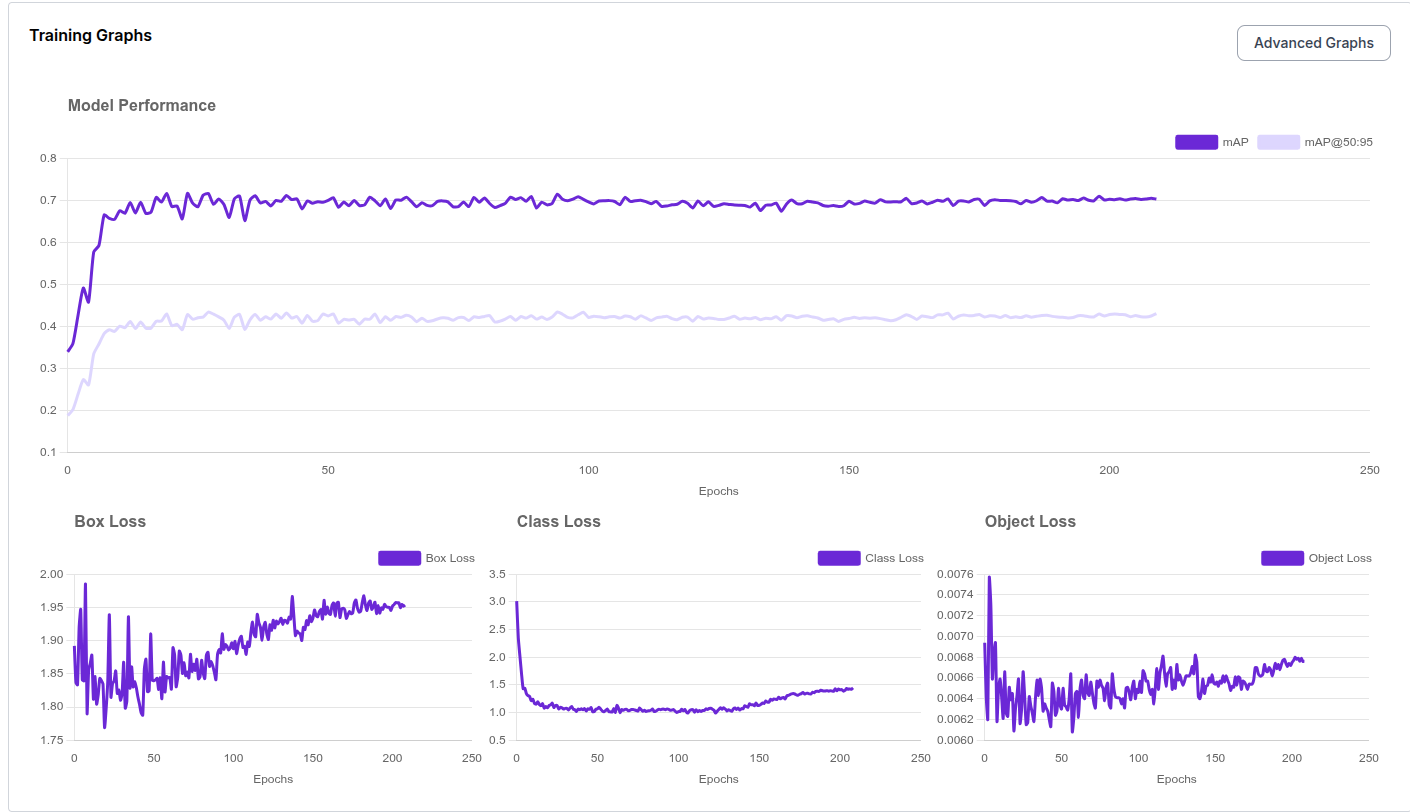 Training Graphs
Advanced Graphs
Model Performance
mAP mAP@50:95
0.8
0.7
0.6
0.5
0.4
0.3
0.2
0.1
0 50 100 150 200 250
Epochs
Box Loss
Box Loss
2.00
1.95
1.90
1.85
1.80
1.75
0 50 100 150 200 250
Epochs
Class Loss
Class Loss
3.5
3.0
2.5
2.0
1.5
1.0
0.5
0 50 100 150 200 250
Epochs
Object Loss
Object Loss
0.0076
0.0074
0.0072
0.0070
0.0068
0.0066
0.0064
0.0062
0.0060
0 50 100 150 200 250
Epochs